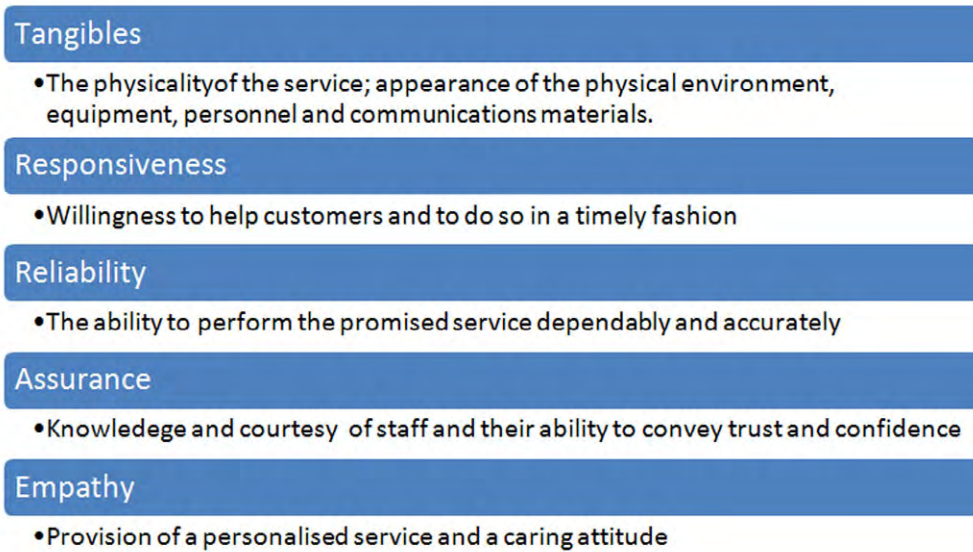 Tangibles
•The physicalityof the service; appearance of the physical environment,
equipment, personnel and communications materials.
Responsiveness
•Willingness to help customers and to do so in a timely fashion
Reliability
•The ability to perform the promised service dependably and accurately
Assurance
•Knowledege and courtesy of staff and their ability to convey trust and confidence
Empathy
•Provision of a personalised service and a caring attitude